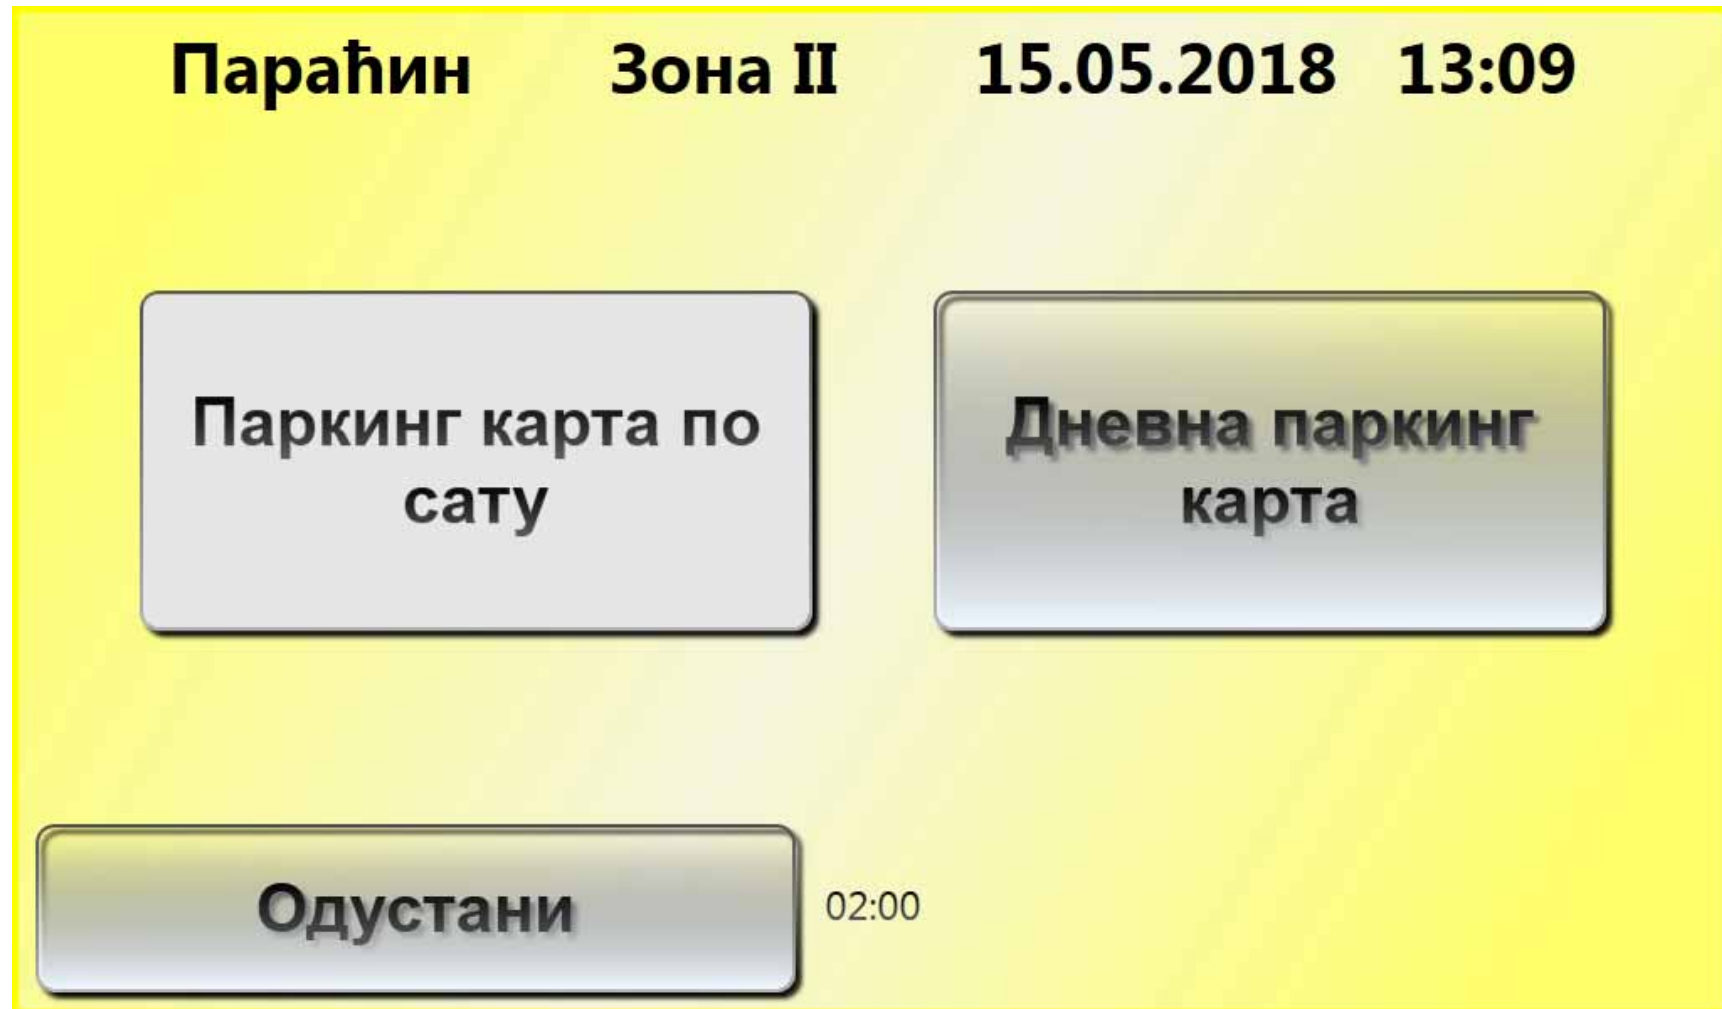 Параћин Зона II 15.05.2018 13:09
Паркинг карта по
сату
Дневна паркинг
карта
Одустани
02:00